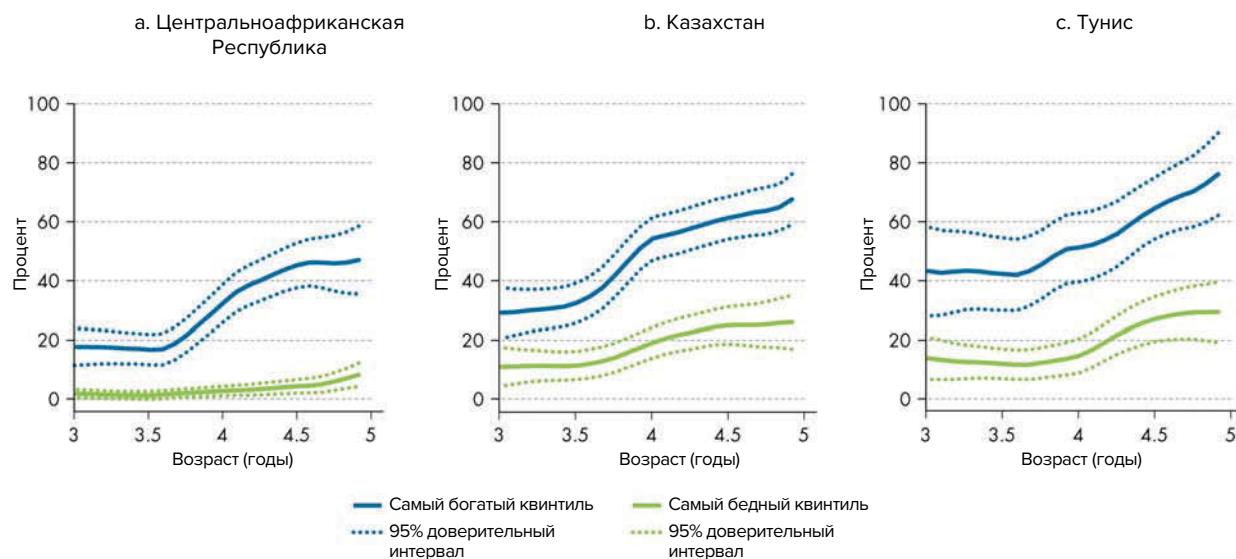 а. Центральноафриканская
Республика
b. Казахстан
с. Тунис
100
80
60
40
20
0
Процент
3
3.5
4
4.5
5
Возраст (годы)
100
80
60
40
20
0
Процент
3
3.5
4
4.5
5
Возраст (годы)
100
80
60
40
20
0
Процент
3
3.5
4
4.5
5
Возраст (годы)
Самый богатый квинтиль
95% доверительный
интервал
Самый бедный квинтиль
95% доверительный
интервал